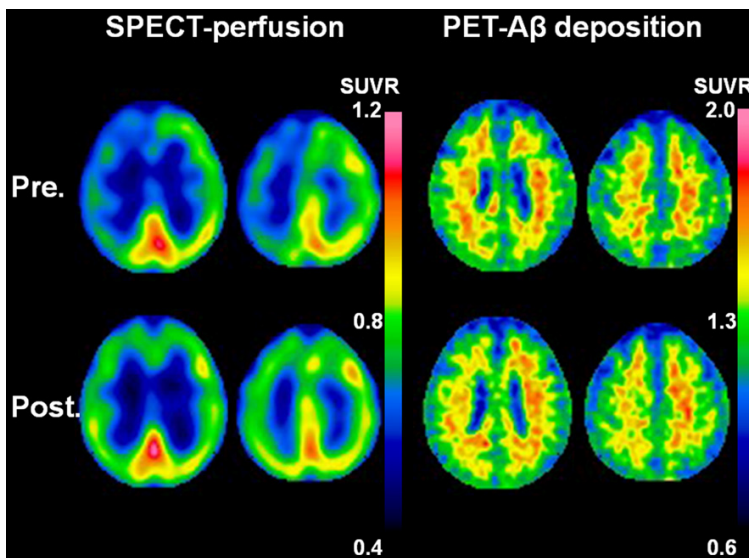 SPECT-perfusion PET-Aβ deposition
SUVR SUVR
1.2 2.0
Pre.
0.8 1.3
Post.
0.4 0.6